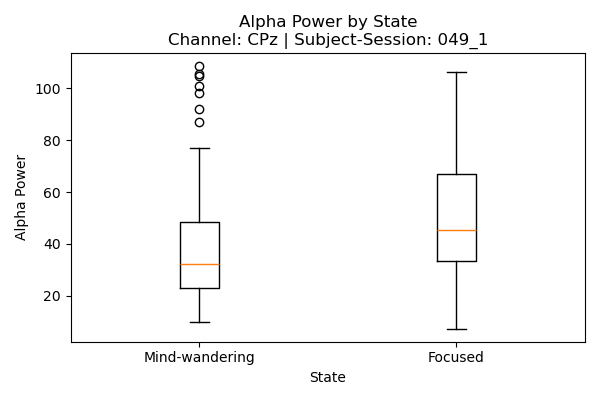 Alpha Power by State
Channel: CPz | Subject-Session: 049_1
Alpha Power
100
80
60
40
20
Mind-wandering
Focused
State